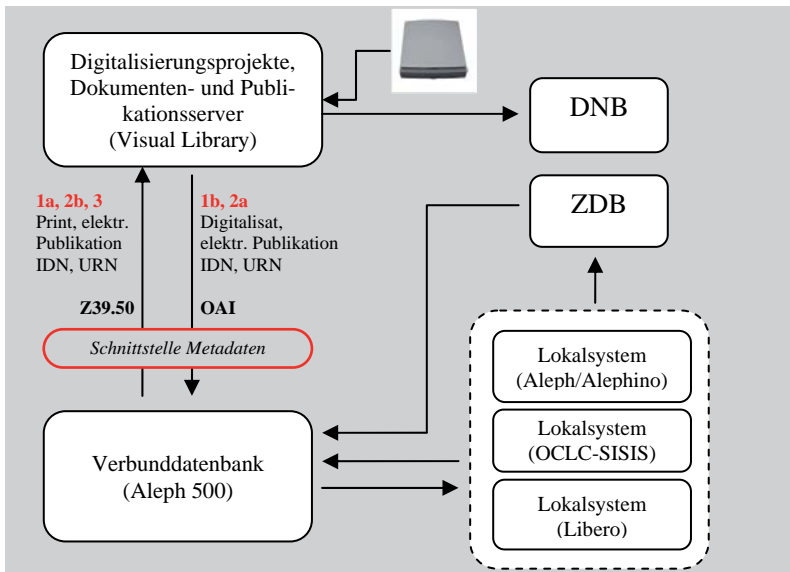 Digitalisierungsprojekte,
Dokumenten- und Publi-
kationsserver
(Visual Library)
DNB
ZDB
1a, 2b, 3
Print, elektr.
Publikation
IDN, URN
1b, 2a
Digitalisat,
elektr. Publikation
IDN, URN
Z39.50
OAI
Schnittstelle Metadaten
Verbunddatenbank
(Aleph 500)
Lokalsystem
(Aleph/Alephino)
Lokalsystem
(OCLC-SISIS)
Lokalsystem
(Libero)